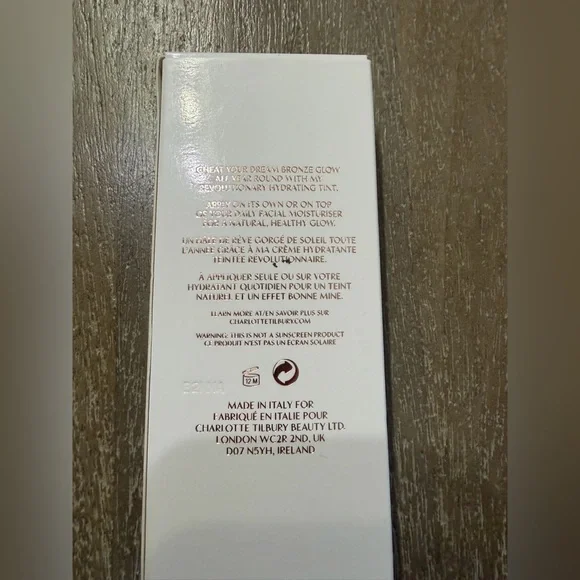 CHEAT YOUR DREAM BRONZE GLOW
ALL YEAR ROUND WITH MY
REVOLUTIONARY HYDRATING TINT.
APPLY ON ITS OWN OR ON TOP
OF YOUR DAILY FACIAL MOISTURISER
FOR A NATURAL, HEALTHY GLOW.
UN HÂLE DE RÊVE GORGÉ DE SOLEIL TOUTE
L'ANNÉE GRÂCE À MA CRÈME HYDRATANTE
TEINTÉE REVOLUTIONNAIRE.
À APPLIQUER SEULE OU SUR VOTRE
HYDRATANT QUOTIDIEN POUR UN TEINT
NATUREL ET UN EFFET BONNE MINE.
LEARN MORE AT/EN SAVOIR PLUS SUR
CHARLOTTETILBURY.COM
WARNING: THIS IS NOT A SUNSCREEN PRODUCT
CE PRODUIT N'EST PAS UN ÉCRAN SOLAIRE
12 M
MADE IN ITALY FOR
FABRIQUÉ EN ITALIE POUR
CHARLOTTE TILBURY BEAUTY LTD.
LONDON WC2R 2ND, UK
D07 N5YH, IRELAND